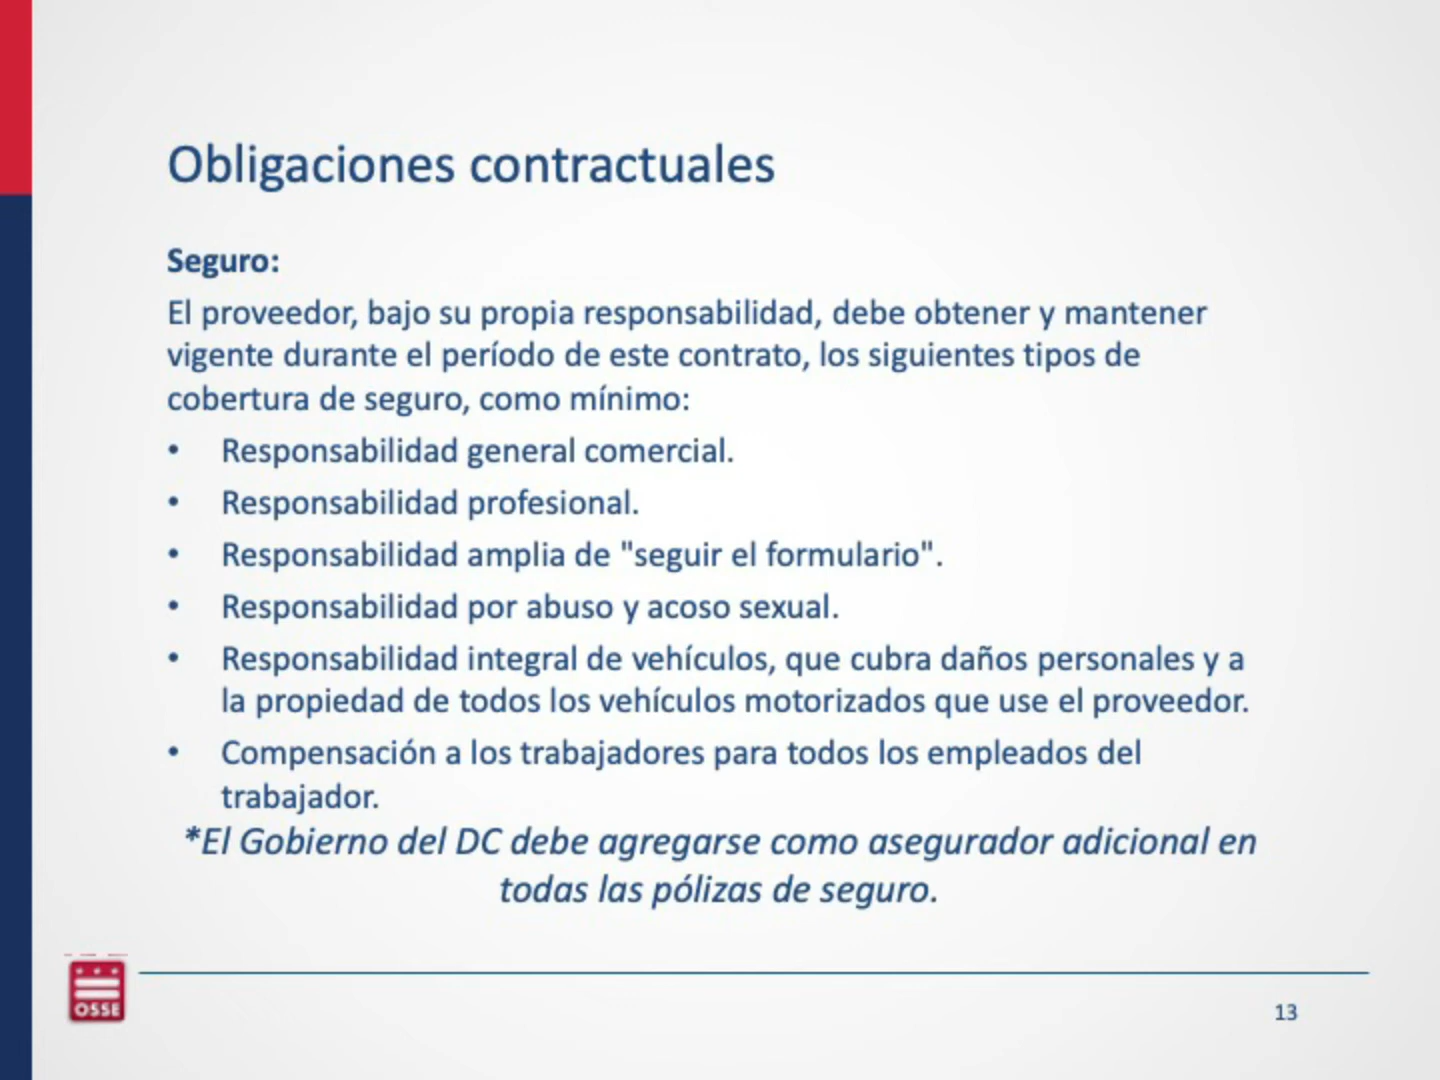 Obligaciones contractuales
Seguro:
El proveedor, bajo su propia responsabilidad, debe obtener y mantener
vigente durante el período de este contrato, los siguientes tipos de
cobertura de seguro, como mínimo:
• Responsabilidad general comercial.
• Responsabilidad profesional.
• Responsabilidad amplia de "seguir el formulario".
• Responsabilidad por abuso y acoso sexual.
• Responsabilidad integral de vehículos, que cubra daños personales y a
la propiedad de todos los vehículos motorizados que use el proveedor.
• Compensación a los trabajadores para todos los empleados del
trabajador.
*El Gobierno del DC debe agregarse como asegurador adicional en
todas las pólizas de seguro.
OSSE
13